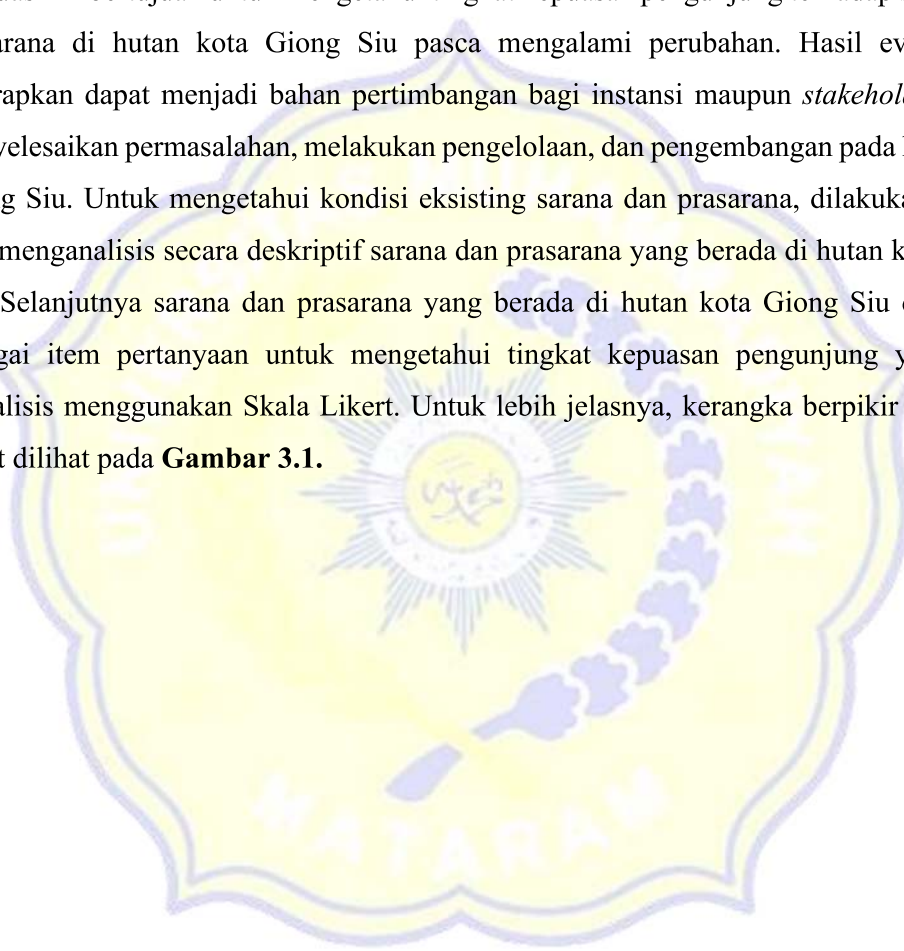 arana di hutan kota Giong Siu pasca mengalami perubahan. Hasil ev
rapkan dapat menjadi bahan pertimbangan bagi instansi maupun stakehol
yelesaikan permasalahan, melakukan pengelolaan, dan pengembangan pada
g Siu. Untuk mengetahui kondisi eksisting sarana dan prasarana, dilakuka
menganalisis secara deskriptif sarana dan prasarana yang berada di hutan k
Selanjutnya sarana dan prasarana yang berada di hutan kota Giong Siu
gai item pertanyaan untuk mengetahui tingkat kepuasan pengunjung y
alisis menggunakan Skala Likert. Untuk lebih jelasnya, kerangka berpikir
t dilihat pada Gambar 3.1.
MATARAM